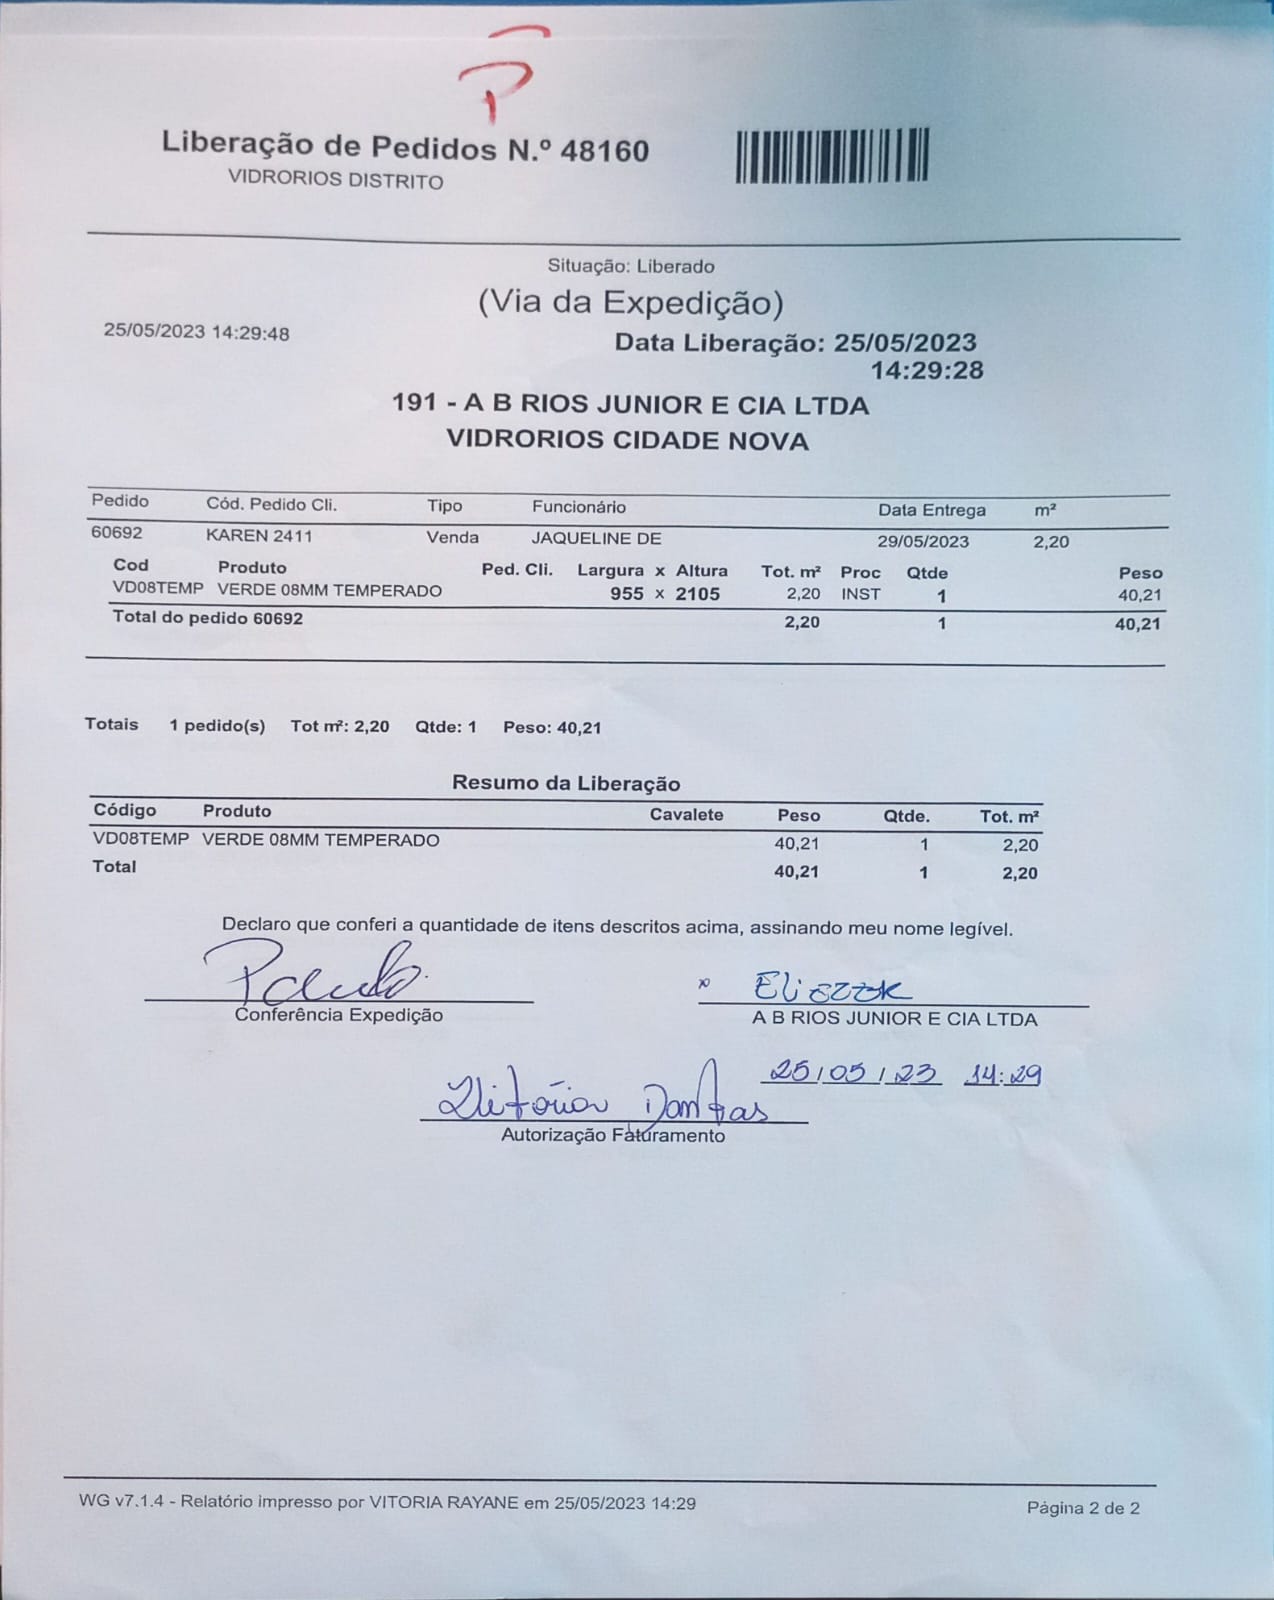 P
Liberação de Pedidos N.º 48160
VIDRORIOS DISTRITO
Situação: Liberado
(Via da Expedição)
25/05/2023 14:29:48
Data Liberação: 25/05/2023
14:29:28
191 - A B RIOS JUNIOR E CIA LTDA
VIDRORIOS CIDADE NOVA
Pedido Cód. Pedido Cli. Tipo Funcionário Data Entrega m²
60692 KAREN 2411 Venda JAQUELINE DE 29/05/2023 2,20
Cod Produto Ped. Cli. Largura x Altura Tot. m² Proc Qtde Peso
VD08TEMP VERDE 08MM TEMPERADO 955 x 2105 2,20 INST 1 40,21
Total do pedido 60692 2,20 1 40,21
Totais 1 pedido(s) Tot m²: 2,20 Qtde: 1 Peso: 40,21
Resumo da Liberação
Código Produto Cavalete Peso Qtde. Tot. m²
VD08TEMP VERDE 08MM TEMPERADO 40,21 1 2,20
Total 40,21 1 2,20
Declaro que conferi a quantidade de itens descritos acima, assinando meu nome legível.
Conferência Expedição
A B RIOS JUNIOR E CIA LTDA
25/05/23 14:29
Vitória Dantas
Autorização Faturamento
WG v7.1.4 - Relatório impresso por VITORIA RAYANE em 25/05/2023 14:29
Página 2 de 2